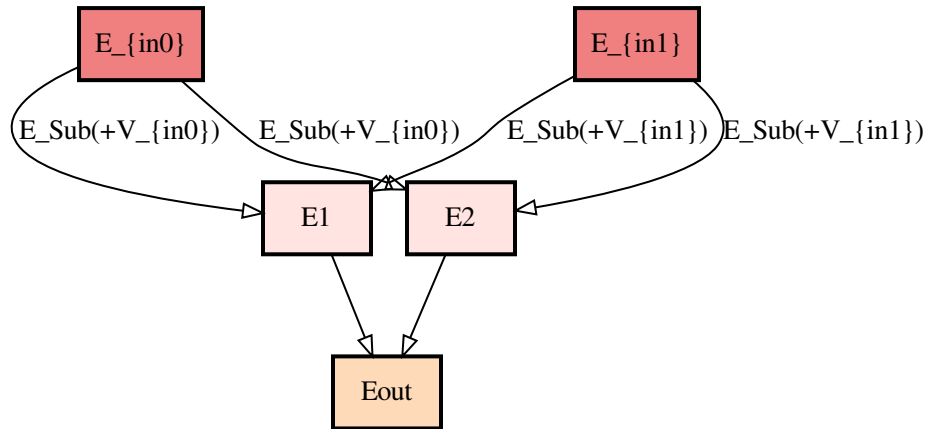 E_{in0}
E_{in1}
E_Sub(+V_{in0})
E_Sub(+V_{in0})
E_Sub(+V_{in1})
E_Sub(+V_{in1})
E1
E2
Eout